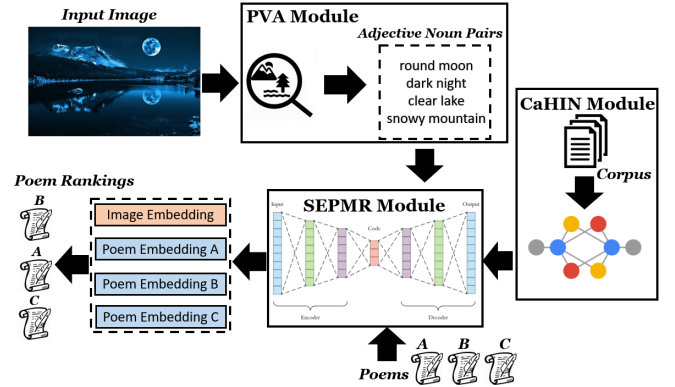 Input Image
PVA Module
Adjective Noun Pairs
round moon
dark night
clear lake
snowy mountain
CaHIN Module
Corpus
Poem Rankings
B
A
C
Image Embedding
Poem Embedding A
Poem Embedding B
Poem Embedding C
SEPMR Module
Input
Code
Output
Encoder
Decoder
Poems
A
B
C